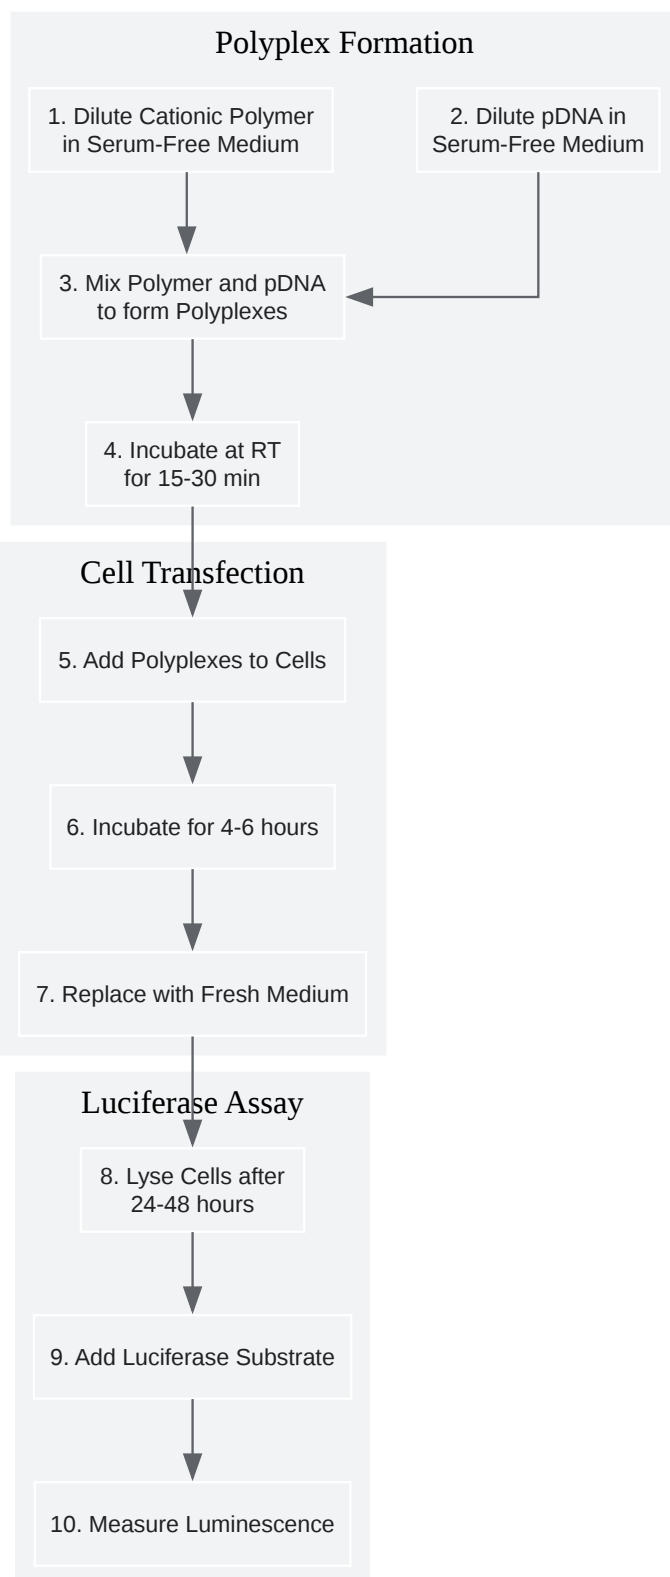 Polyplex Formation
1. Dilute Cationic Polymer
in Serum-Free Medium
2. Dilute pDNA in
Serum-Free Medium
3. Mix Polymer and pDNA
to form Polyplexes
4. Incubate at RT
for 15-30 min
Cell Transfection
5. Add Polyplexes to Cells
6. Incubate for 4-6 hours
7. Replace with Fresh Medium
Luciferase Assay
8. Lyse Cells after
24-48 hours
9. Add Luciferase Substrate
10. Measure Luminescence